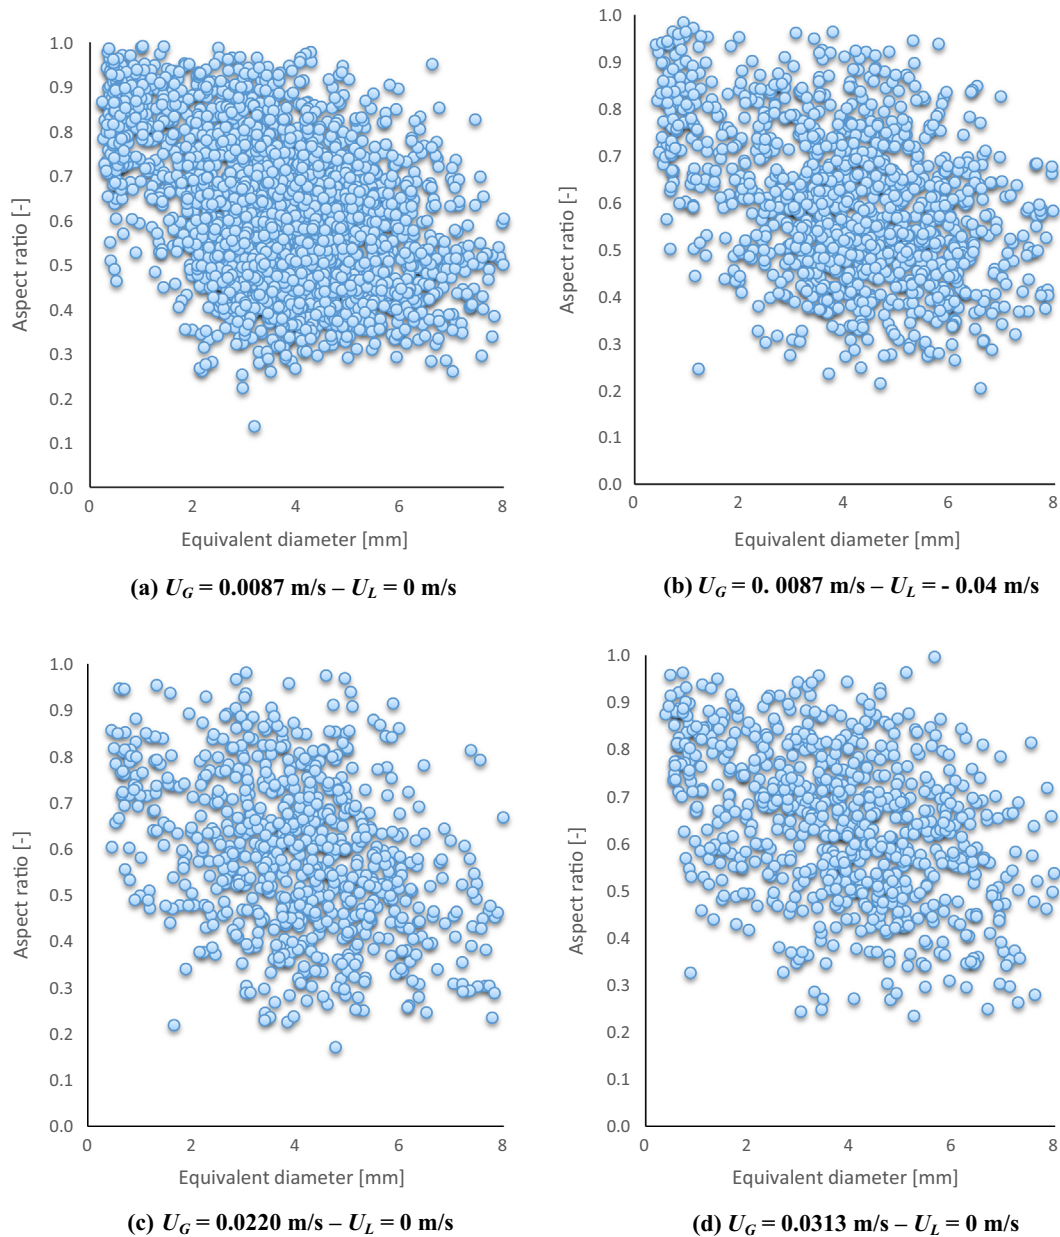 1.0
0.9
0.8
0.7
0.6
0.5
0.4
0.3
0.2
0.1
0.0
Aspect ratio [-]
0 2 4 6 8
Equivalent diameter [mm]
(a) U_G = 0.0087 m/s – U_L = 0 m/s
1.0
0.9
0.8
0.7
0.6
0.5
0.4
0.3
0.2
0.1
0.0
Aspect ratio [-]
0 2 4 6 8
Equivalent diameter [mm]
(b) U_G = 0. 0087 m/s – U_L = - 0.04 m/s
1.0
0.9
0.8
0.7
0.6
0.5
0.4
0.3
0.2
0.1
0.0
Aspect ratio [-]
0 2 4 6 8
Equivalent diameter [mm]
(c) U_G = 0.0220 m/s – U_L = 0 m/s
1.0
0.9
0.8
0.7
0.6
0.5
0.4
0.3
0.2
0.1
0.0
Aspect ratio [-]
0 2 4 6 8
Equivalent diameter [mm]
(d) U_G = 0.0313 m/s – U_L = 0 m/s